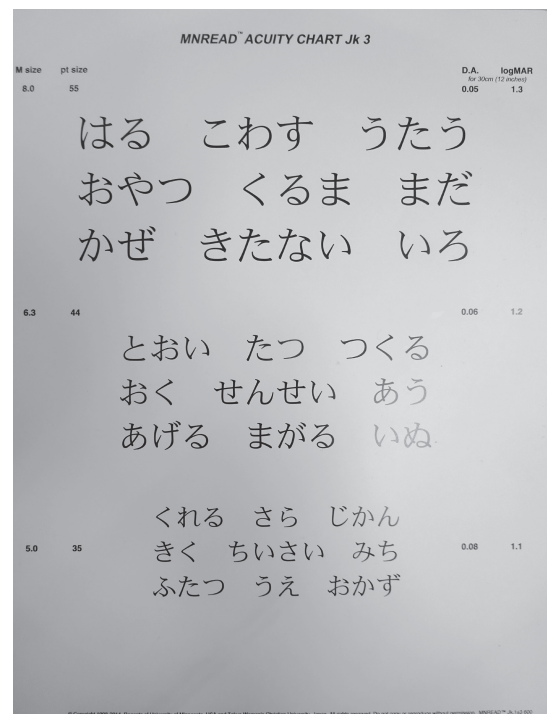 MNREAD™ ACUITY CHART Jk 3
M size pt size D.A. logMAR
for 30cm (12 inches)
8.0 55 0.05 1.3
はる こわす うたう
おやつ くるま まだ
かぜ きたない いろ
6.3 44 0.06 1.2
とおい たつ つくる
おく せんせい あう
あげる まがる いぬ
くれる さら じかん
5.0 35 きく ちいさい みち 0.08 1.1
ふたつ うえ おかず